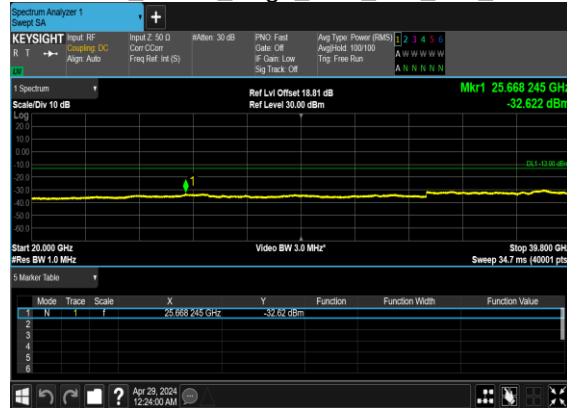 Spectrum Analyzer 1
Swept SA
+
KEYSIGHT Input: RF Input Z: 50 Ω #Atten: 30 dB PNO: Fast Avg Type: Power (RMS) 1 2 3 4 5 6
R T Coupling: DC Corr CCorr Gate: Off Avg|Hold: 100/100 A W W W W W
Align: Auto Freq Ref: Int (S) IF Gain: Low Trig: Free Run
Sig Track: Off A N N N N N
1 Spectrum Ref Lvl Offset 18.81 dB Mkr1 25.668 245 GHz
Scale/Div 10 dB Ref Level 30.00 dBm -32.622 dBm
Log
20.0
10.0
0.00
-10.0
DL1 -13.00 dBm
-20.0
1
-30.0
-40.0
-50.0
-60.0
Start 20.000 GHz Video BW 3.0 MHz* Stop 39.800 GHz
#Res BW 1.0 MHz Sweep 34.7 ms (40001 pts)
5 Marker Table
Mode Trace Scale X Y Function Function Width Function Value
1 N 1 f 25.668 245 GHz -32.62 dBm
2
3
4
5
6
? Apr 29, 2024
12:24:00 AM